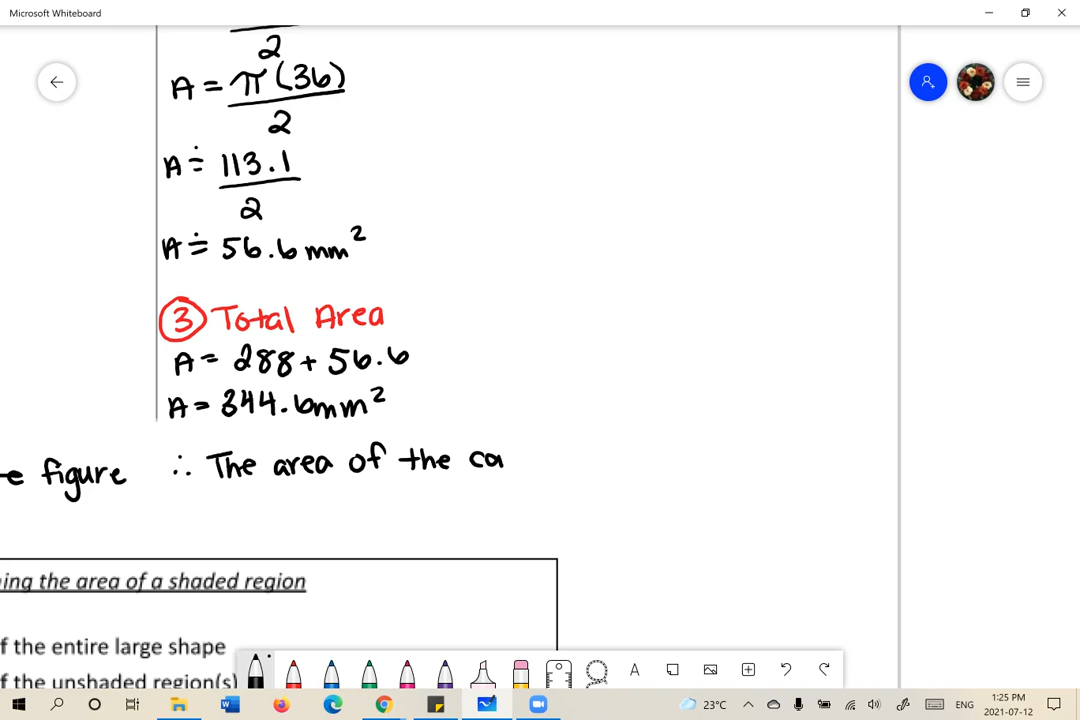 Microsoft Whiteboard
2
A = π(36)
2
A ≐ 113.1
2
A ≐ 56.6 mm²
③ Total Area
A = 288 + 56.6
A = 344.6mm²
figure ∴ The area of the co
ing the area of a shaded region
f the entire large shape
f the unshaded region(s)
A
23°C
ENG
1:25 PM
2021-07-12